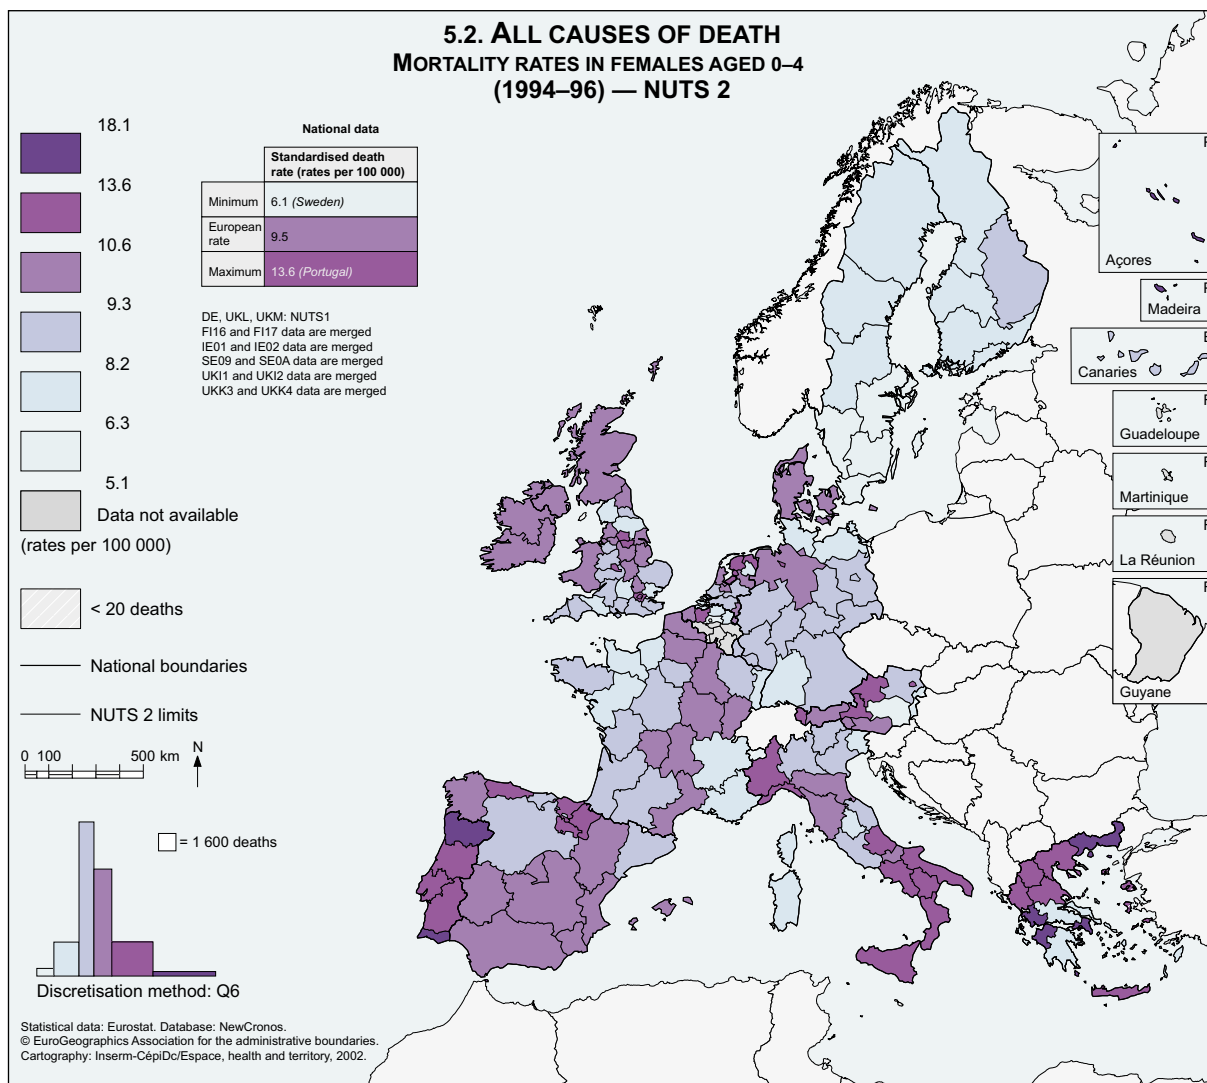 5.2. ALL CAUSES OF DEATH
MORTALITY RATES IN FEMALES AGED 0–4
(1994–96) — NUTS 2
18.1
13.6
10.6
9.3
8.2
6.3
5.1
Data not available
(rates per 100 000)
< 20 deaths
National boundaries
NUTS 2 limits
0 100 500 km
N
National data
Standardised death
rate (rates per 100 000)
Minimum 6.1 (Sweden)
European
rate 9.5
Maximum 13.6 (Portugal)
DE, UKL, UKM: NUTS1
FI16 and FI17 data are merged
IE01 and IE02 data are merged
SE09 and SE0A data are merged
UKI1 and UKI2 data are merged
UKK3 and UKK4 data are merged
Açores
Madeira
Canaries
Guadeloupe
Martinique
La Réunion
Guyane
= 1 600 deaths
Discretisation method: Q6
Statistical data: Eurostat. Database: NewCronos.
© EuroGeographics Association for the administrative boundaries.
Cartography: Inserm-CépiDc/Espace, health and territory, 2002.